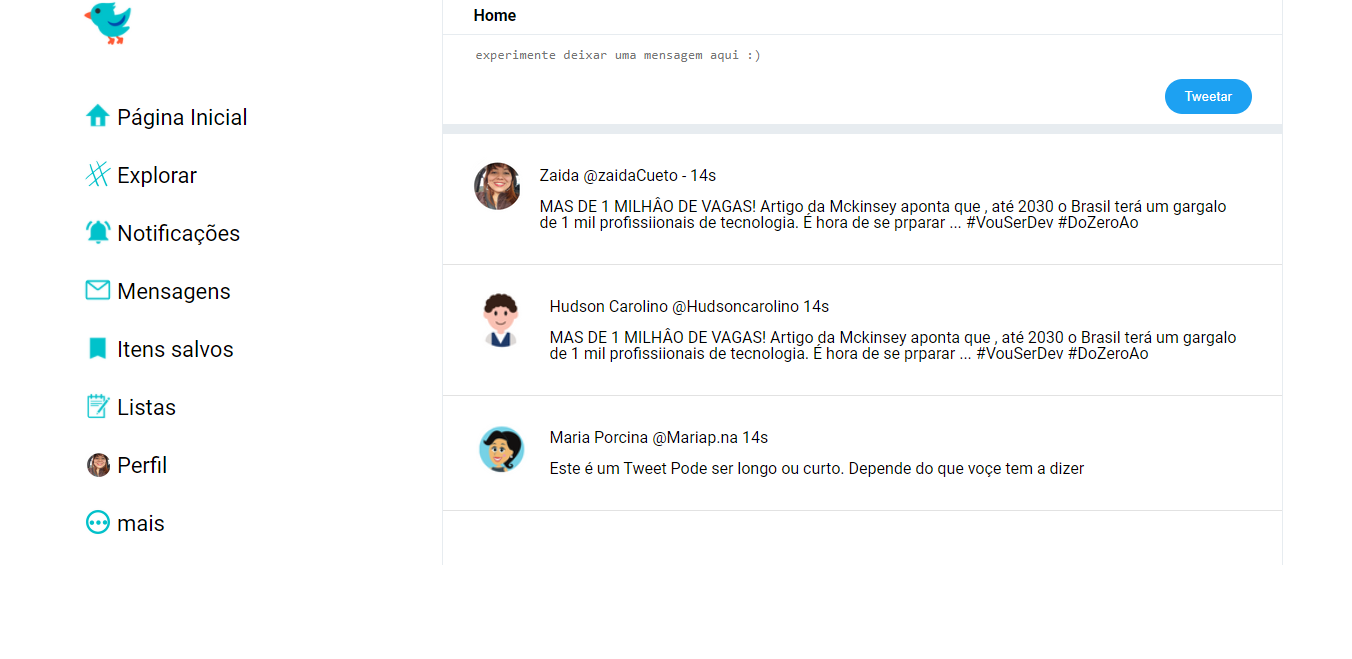 Página Inicial
Explorar
Notificações
Mensagens
Itens salvos
Listas
Perfil
mais
Home
experimente deixar uma mensagem aqui :)
Tweetar
Zaida @zaidaCueto - 14s
MAS DE 1 MILHÂO DE VAGAS! Artigo da Mckinsey aponta que , até 2030 o Brasil terá um gargalo
de 1 mil profissiionais de tecnologia. É hora de se prparar ... #VouSerDev #DoZeroAo
Hudson Carolino @Hudsoncarolino 14s
MAS DE 1 MILHÂO DE VAGAS! Artigo da Mckinsey aponta que , até 2030 o Brasil terá um gargalo
de 1 mil profissiionais de tecnologia. É hora de se prparar ... #VouSerDev #DoZeroAo
Maria Porcina @Mariap.na 14s
Este é um Tweet Pode ser longo ou curto. Depende do que voçe tem a dizer